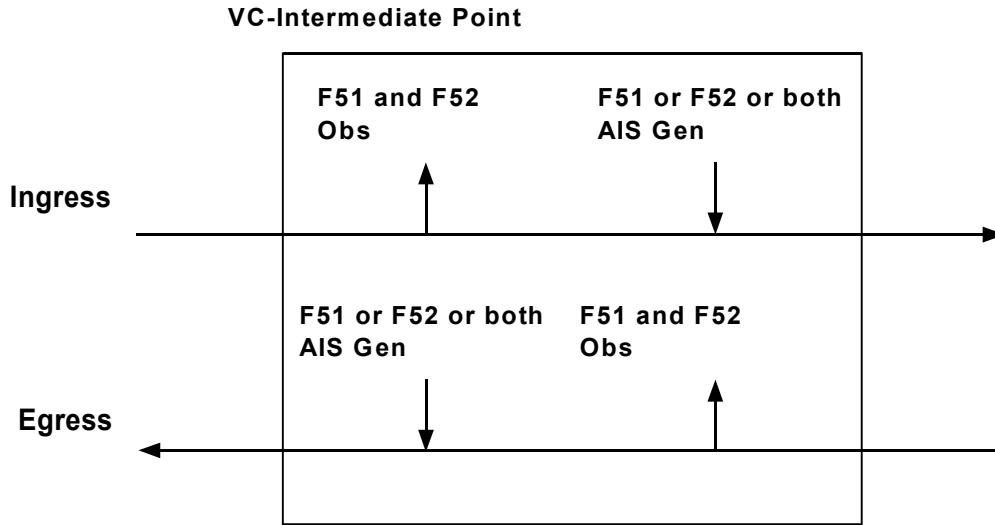 VC-Intermediate Point
F51 and F52
Obs
F51 or F52 or both
AIS Gen
Ingress
F51 or F52 or both
AIS Gen
F51 and F52
Obs
Egress